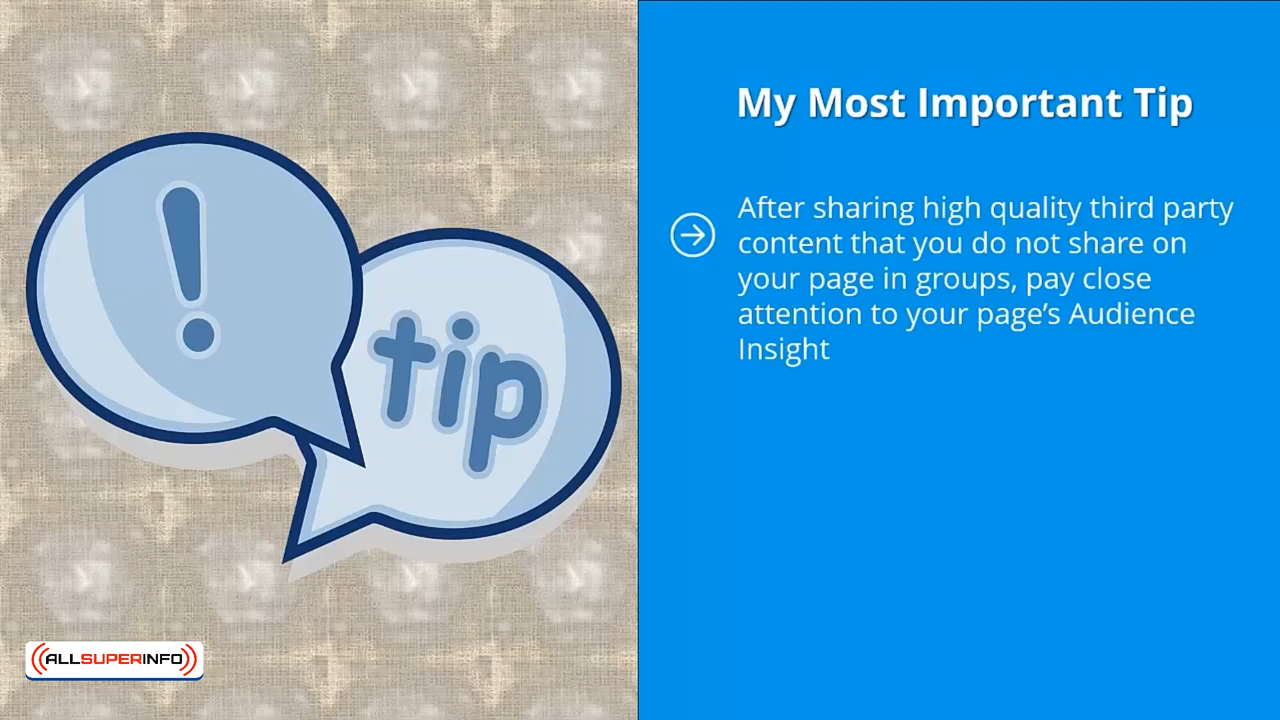 My Most Important Tip
After sharing high quality third party
content that you do not share on
your page in groups, pay close
attention to your page’s Audience
Insight
!
tip
ALLSUPERINFO